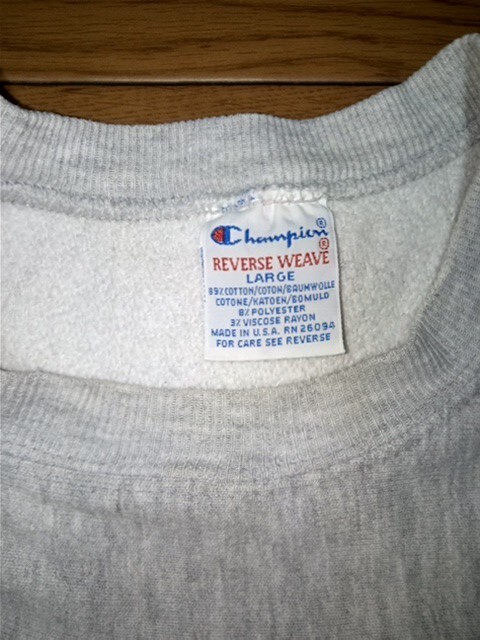 Champion®
REVERSE WEAVE®
LARGE
89% COTTON/COTON/BAUMWOLLE
COTONE/KATOEN/BOMULD
8% POLYESTER
3% VISCOSE RAYON
MADE IN U.S.A. RN 26094
FOR CARE SEE REVERSE